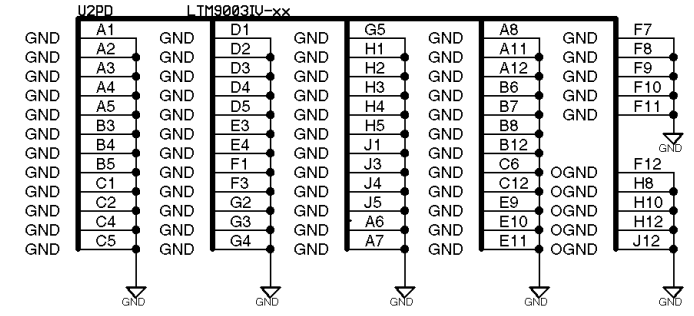 U2PD LTM9003IV-xx
GND A1 GND D1 GND G5 GND A8 GND F7
GND A2 GND D2 GND H1 GND A11 GND F8
GND A3 GND D3 GND H2 GND A12 GND F9
GND A4 GND D4 GND H3 GND B6 GND F10
GND A5 GND D5 GND H4 GND B7 GND F11
GND B3 GND E3 GND H5 GND B8
GND B4 GND E4 GND J1 GND B12 GND
GND B5 GND F1 GND J3 GND C6 OGND F12
GND C1 GND F3 GND J4 GND C12 OGND H8
GND C2 GND G2 GND J5 GND E9 OGND H10
GND C4 GND G3 GND A6 GND E10 OGND H12
GND C5 GND G4 GND A7 GND E11 OGND J12
GND GND GND GND GND